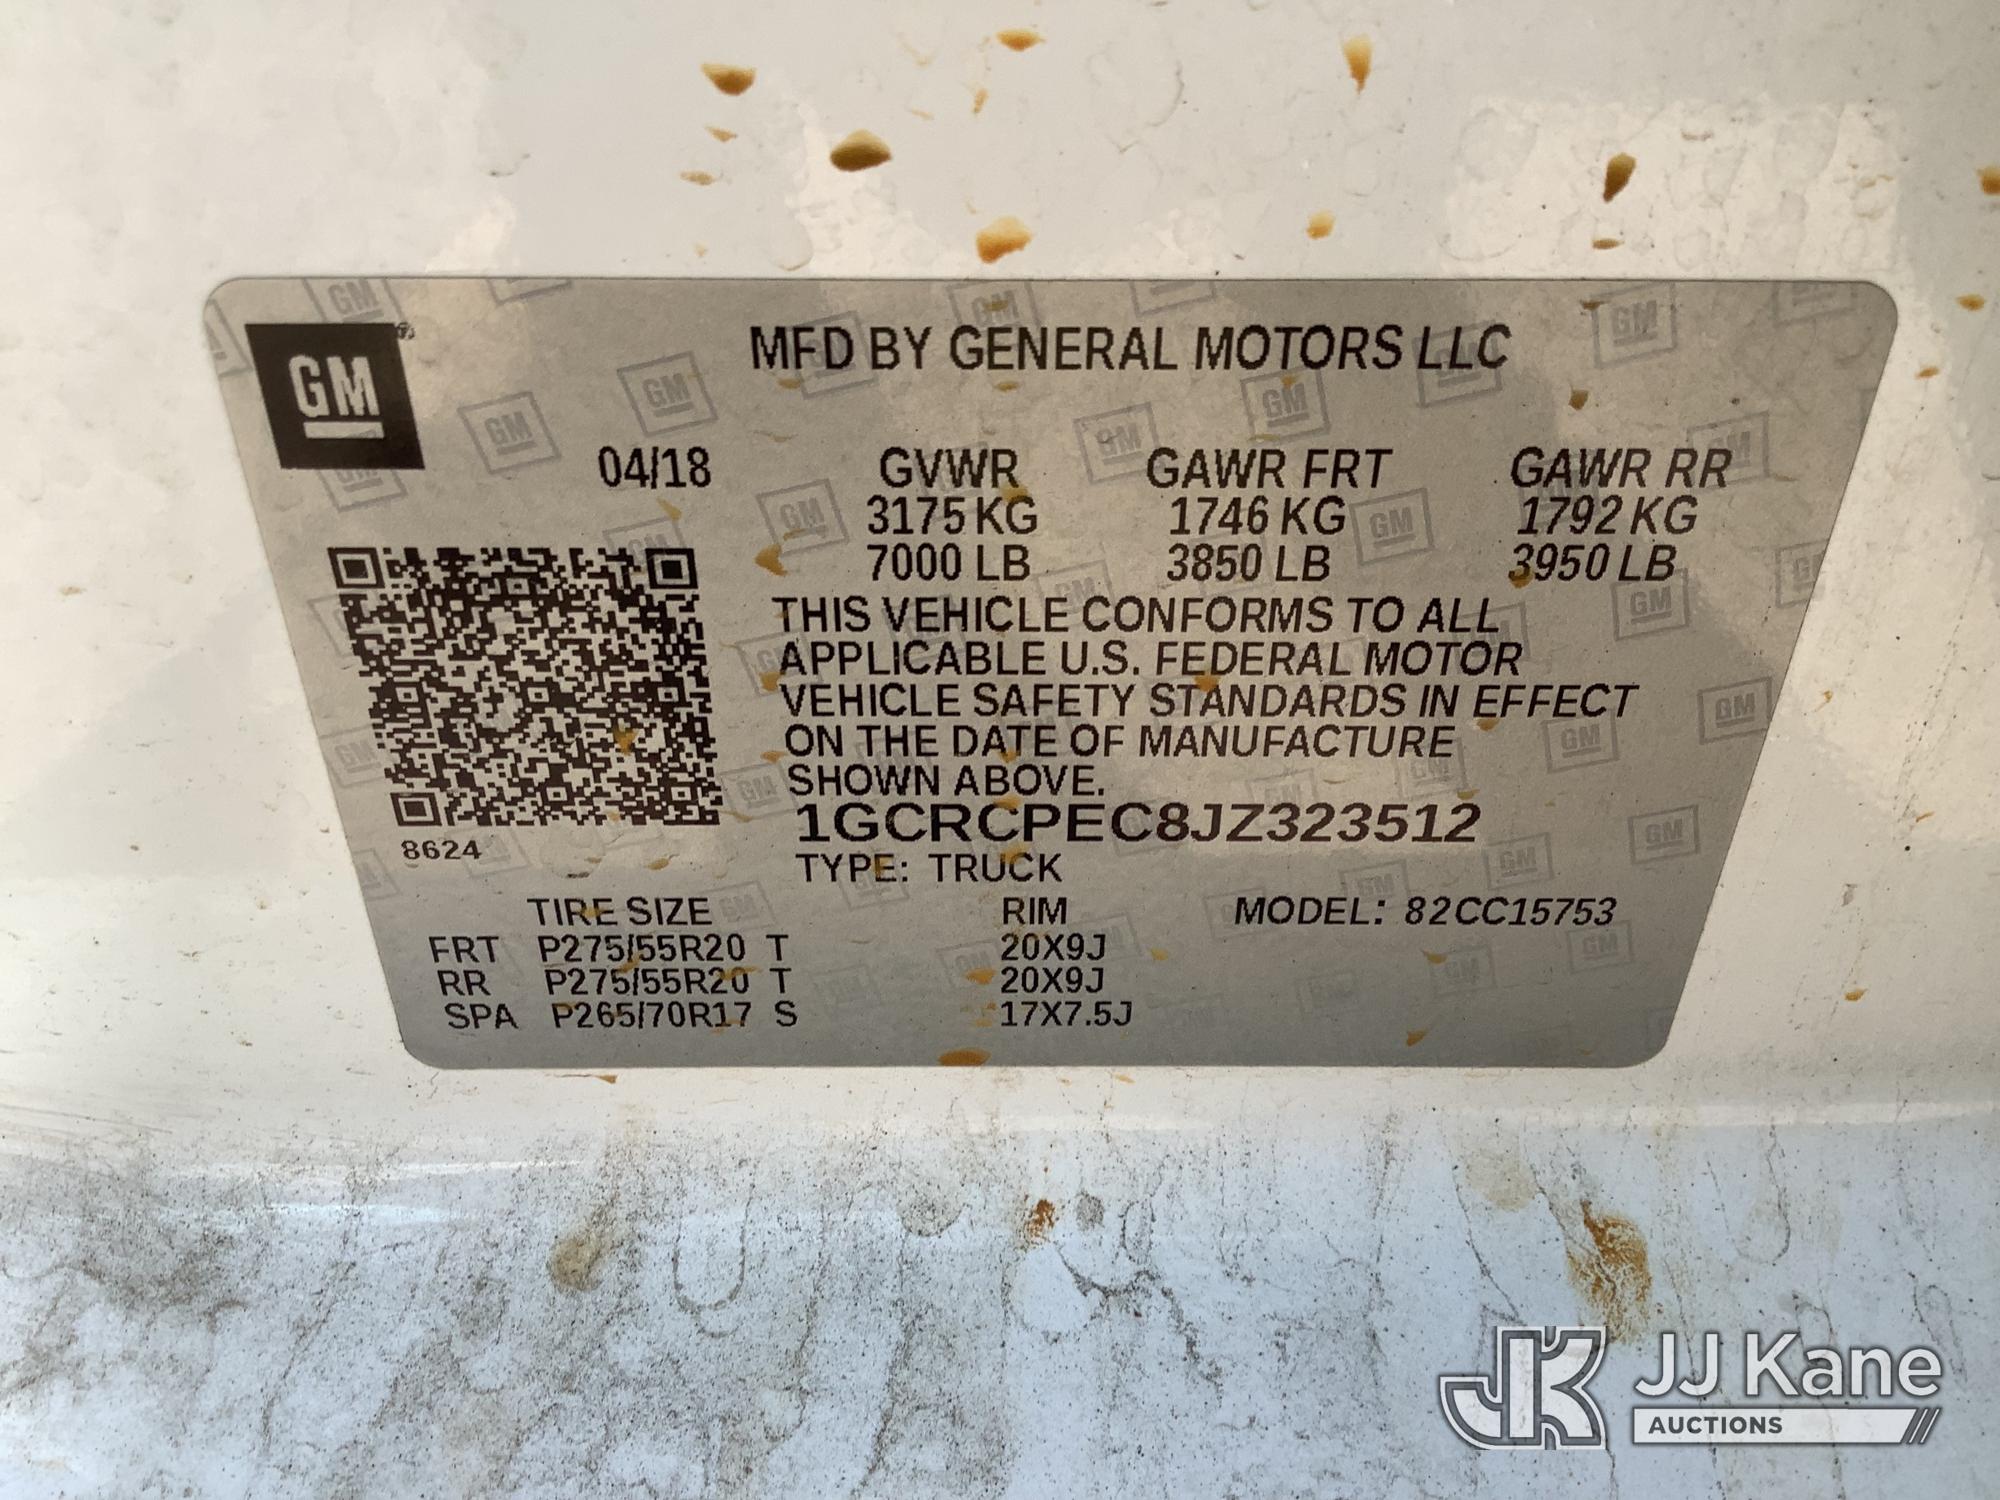 GM
MFD BY GENERAL MOTORS LLC
04/18 GVWR GAWR FRT GAWR RR
3175 KG 1746 KG 1792 KG
7000 LB 3850 LB 3950 LB
THIS VEHICLE CONFORMS TO ALL
APPLICABLE U.S. FEDERAL MOTOR
VEHICLE SAFETY STANDARDS IN EFFECT
ON THE DATE OF MANUFACTURE
SHOWN ABOVE.
1GCRCPEC8JZ323512
8624
TYPE: TRUCK
TIRE SIZE RIM MODEL: 82CC15753
FRT P275/55R20 T 20X9J
RR P275/55R20 T 20X9J
SPA P265/70R17 S 17X7.5J
JK JJ Kane
AUCTIONS